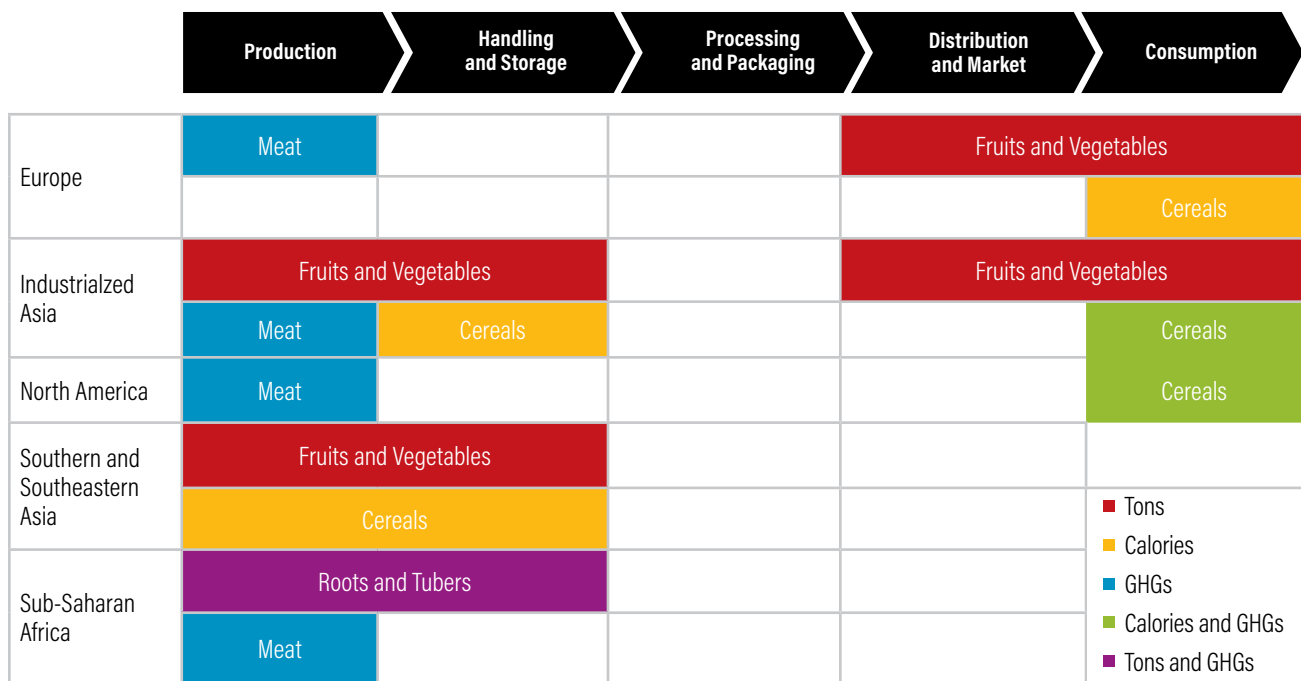 Production
Handling
and Storage
Processing
and Packaging
Distribution
and Market
Consumption
Europe
Meat
Fruits and Vegetables
Cereals
Industrialzed
Asia
Fruits and Vegetables
Fruits and Vegetables
Meat
Cereals
Cereals
North America
Meat
Cereals
Southern and
Southeastern
Asia
Fruits and Vegetables
Cereals
Sub-Saharan
Africa
Roots and Tubers
Meat
Tons
Calories
GHGs
Calories and GHGs
Tons and GHGs